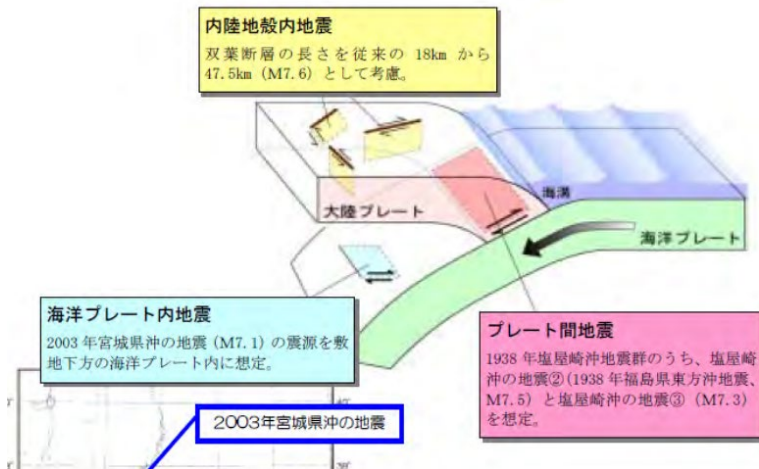 内陸地殻内地震
双葉断層の長さを従来の 18km から
47.5km（M7.6）として考慮。
海溝
大陸プレート
海洋プレート
海洋プレート内地震
2003 年宮城県沖の地震（M7.1）の震源を敷
地下方の海洋プレート内に想定。
プレート間地震
1938 年塩屋崎沖地震群のうち、塩屋崎
沖の地震②(1938 年福島県東方沖地震、
M7.5）と塩屋崎沖の地震③（M7.3）
を想定。
2003年宮城県沖の地震